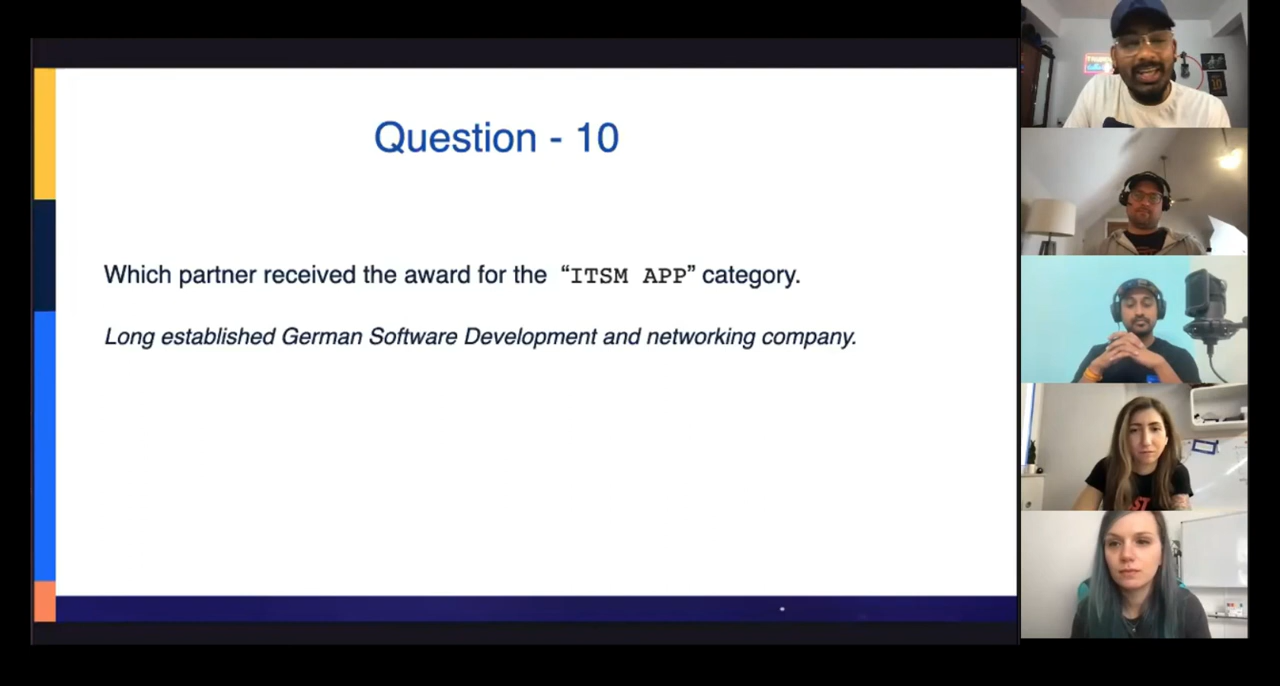 Question - 10
Which partner received the award for the “ITSM APP” category.
Long established German Software Development and networking company.